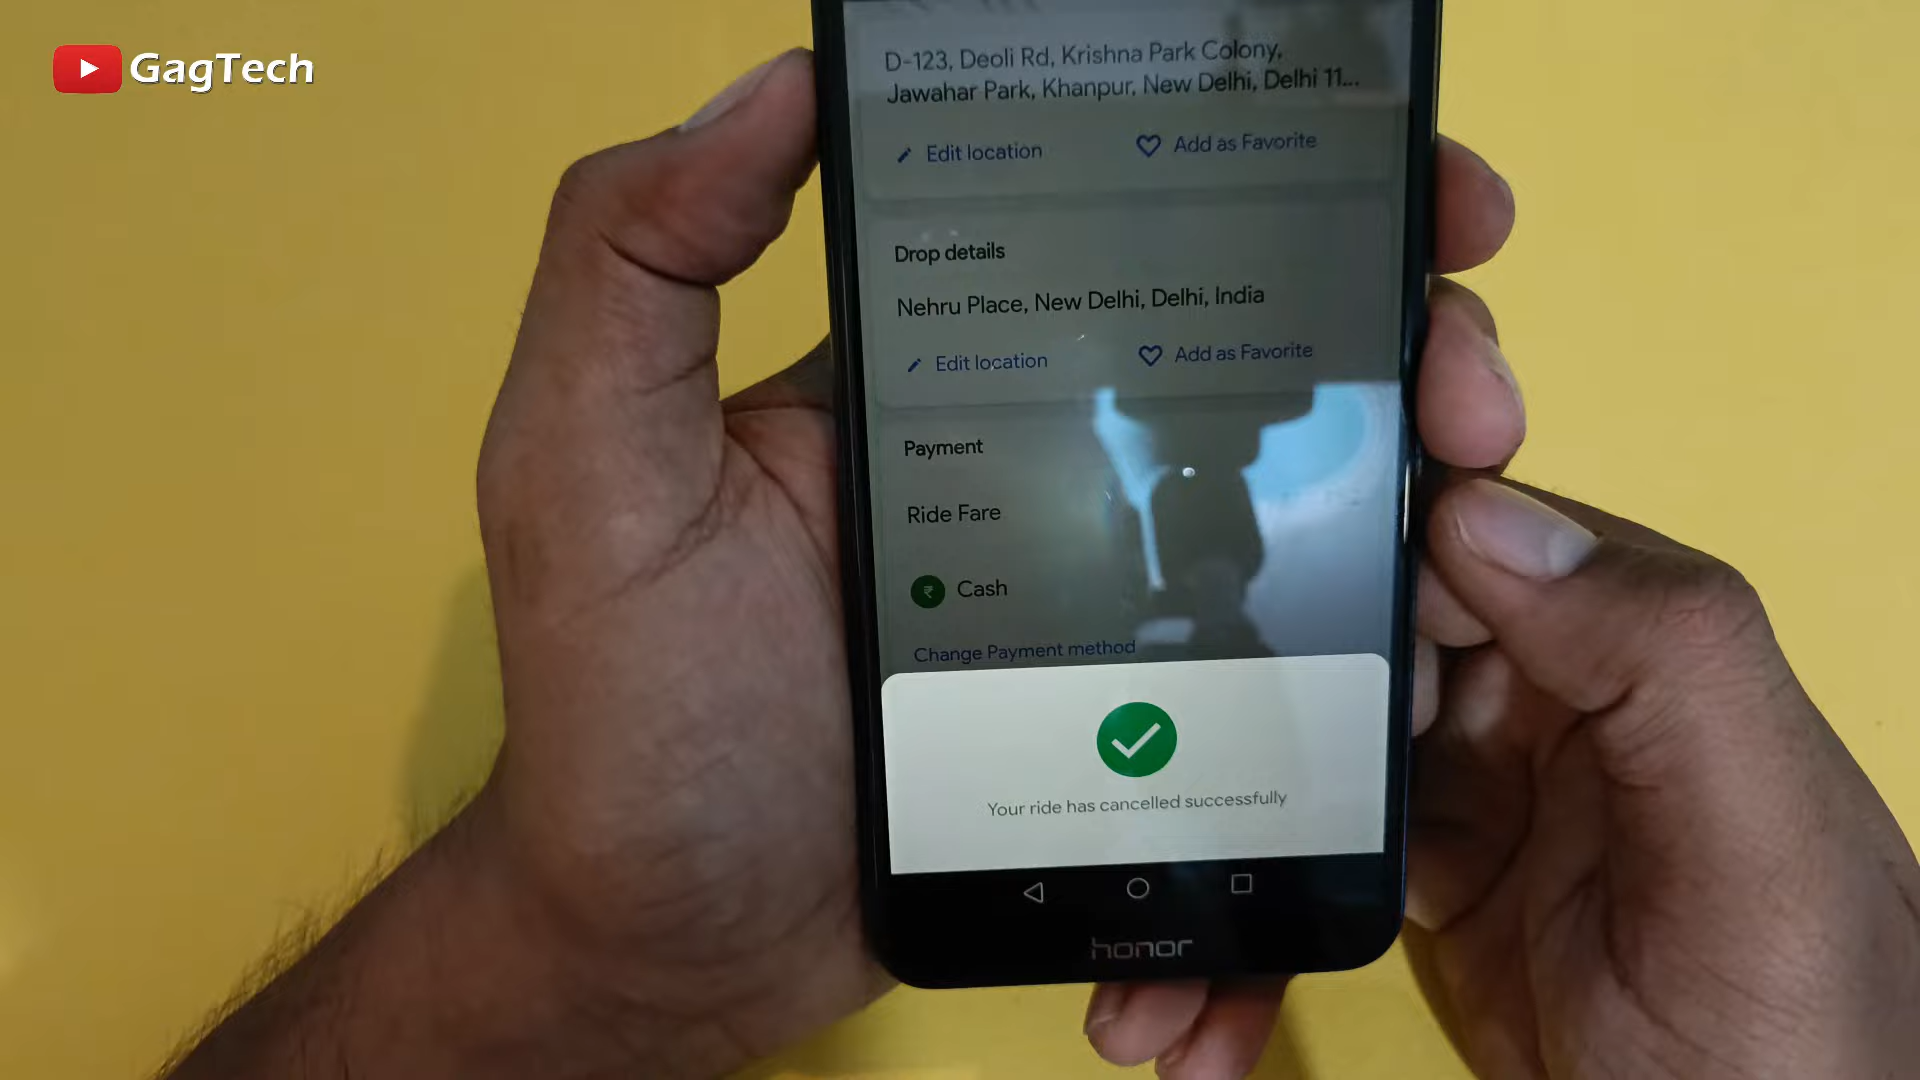 GagTech
D-123, Deoli Rd, Krishna Park Colony,
Jawahar Park, Khanpur, New Delhi, Delhi 11...
Edit location
Add as Favorite
Drop details
Nehru Place, New Delhi, Delhi, India
Edit location
Add as Favorite
Payment
Ride Fare
₹ Cash
Change Payment method
Your ride has cancelled successfully
honor